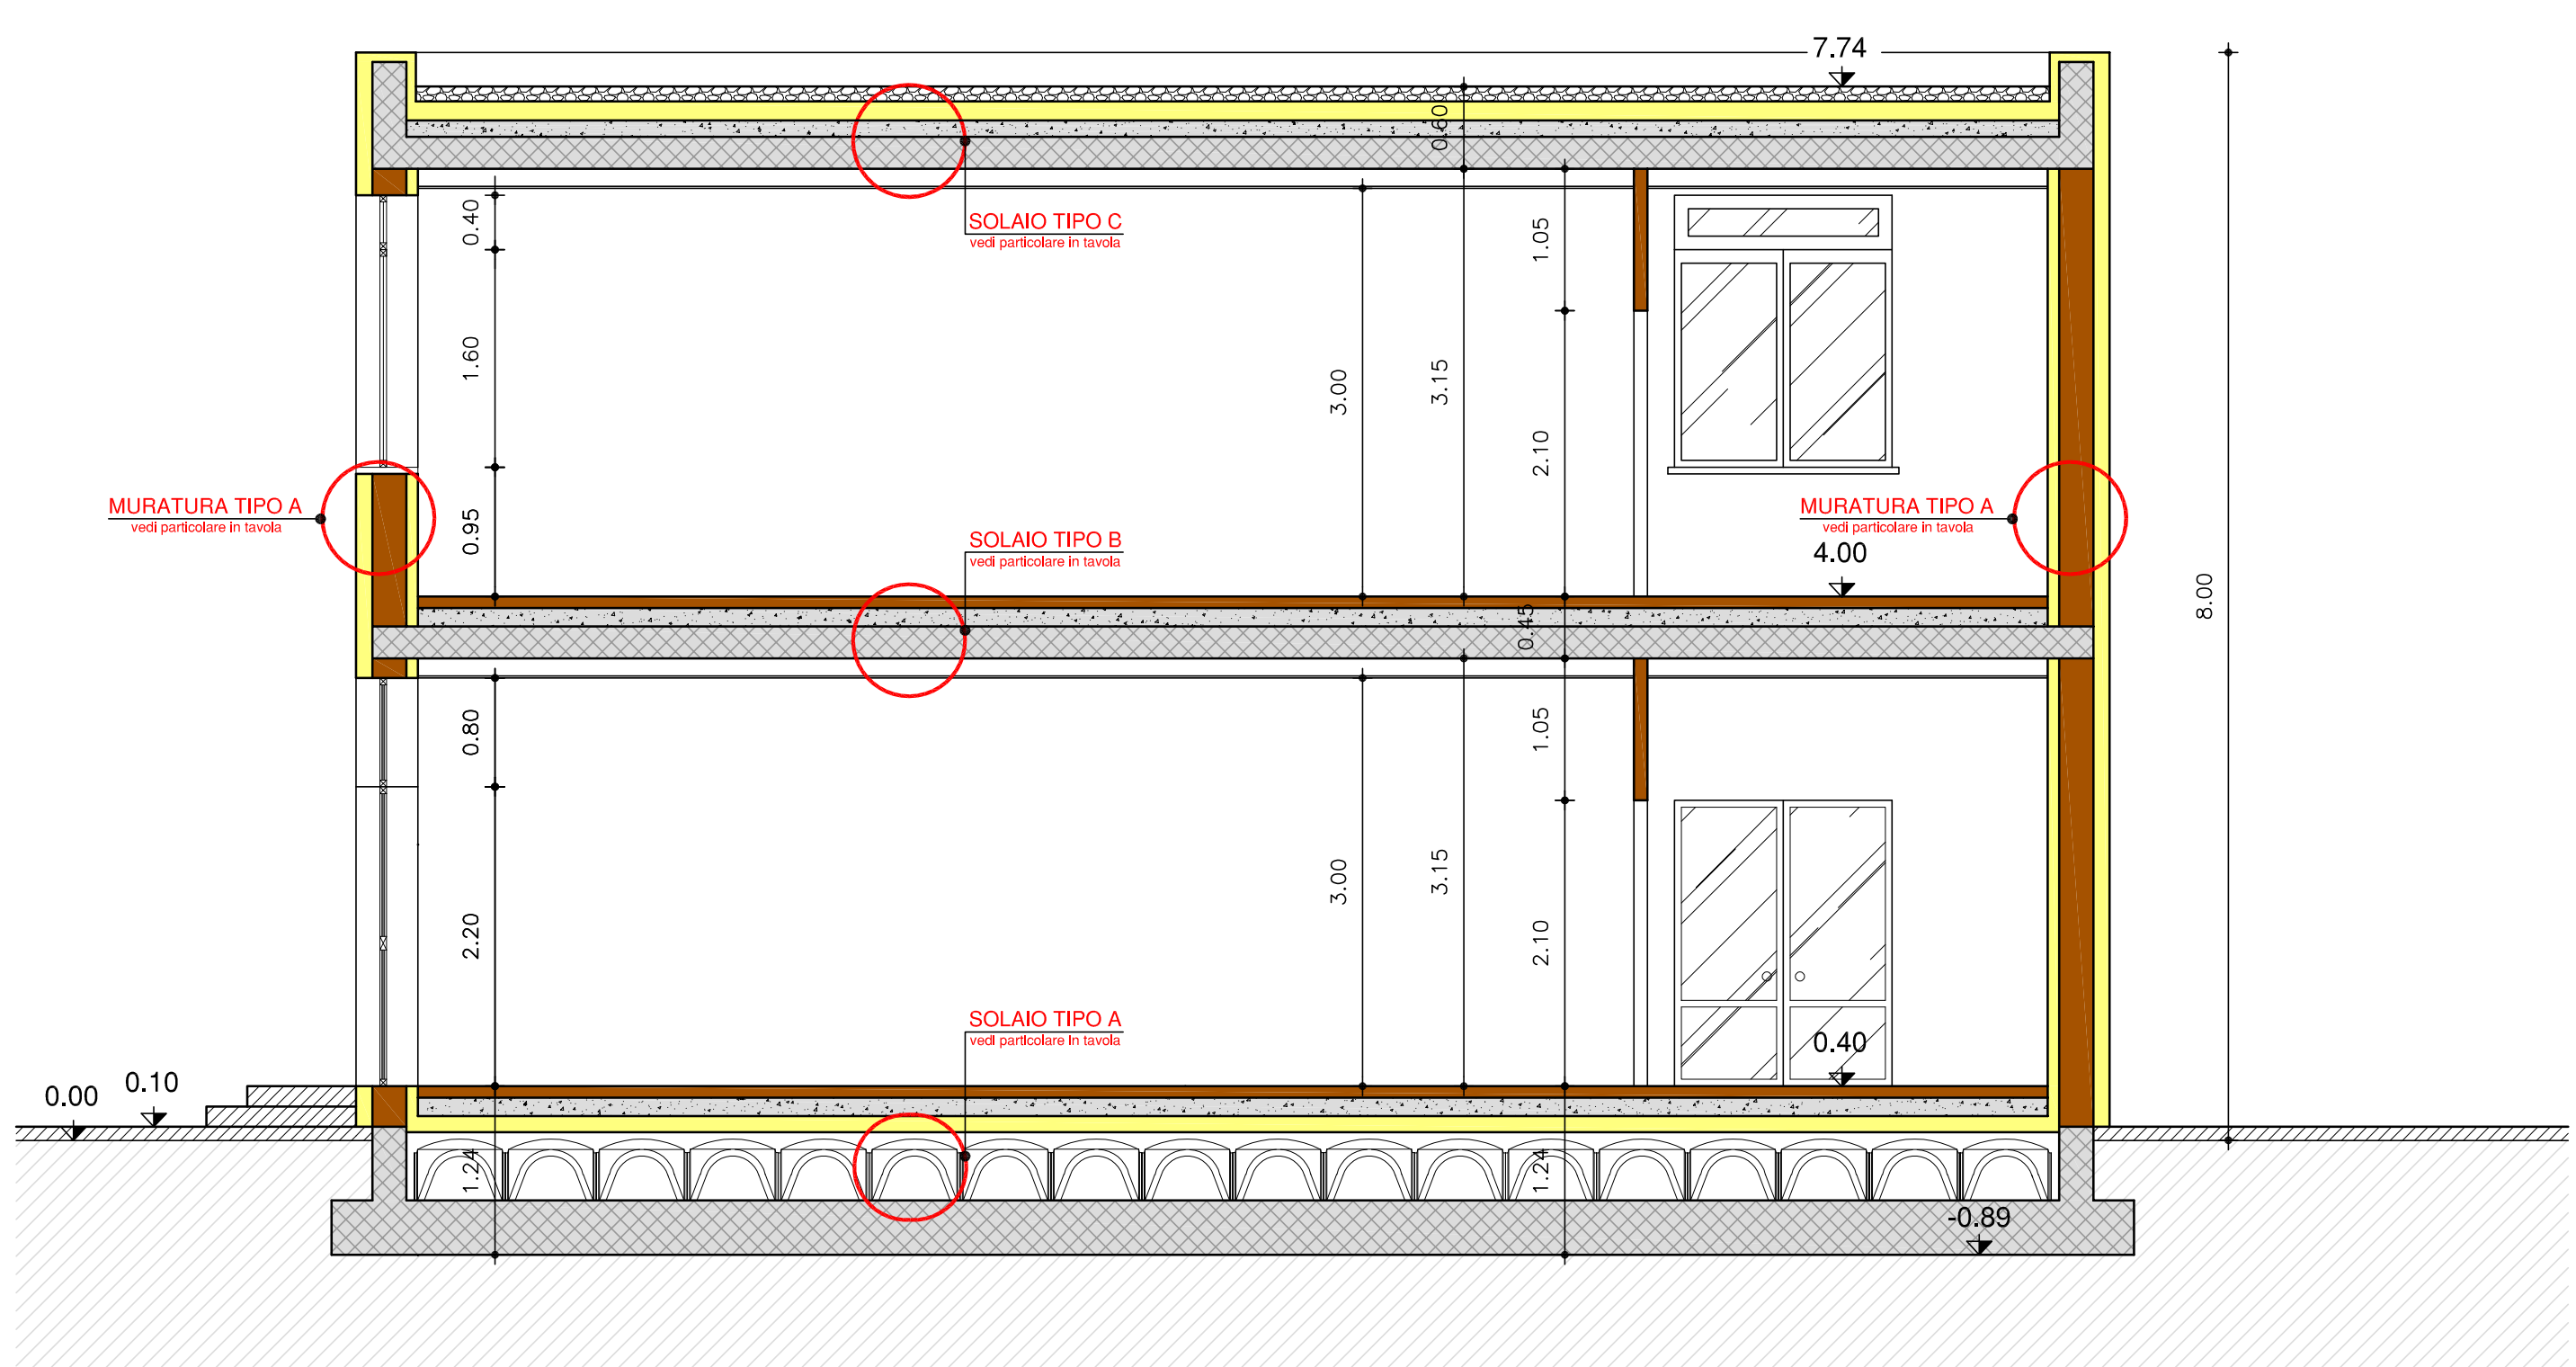 7.74
0.60
0.40
SOLAIO TIPO C
vedi particolare in tavola
1.05
1.60
3.00
3.15
2.10
MURATURA TIPO A
vedi particolare in tavola
MURATURA TIPO A
vedi particolare in tavola
0.95
SOLAIO TIPO B
vedi particolare in tavola
4.00
8.00
0.45
0.80
1.05
3.00
3.15
2.20
2.10
SOLAIO TIPO A
vedi particolare in tavola
0.40
0.00
0.10
1.24
1.24
-0.89